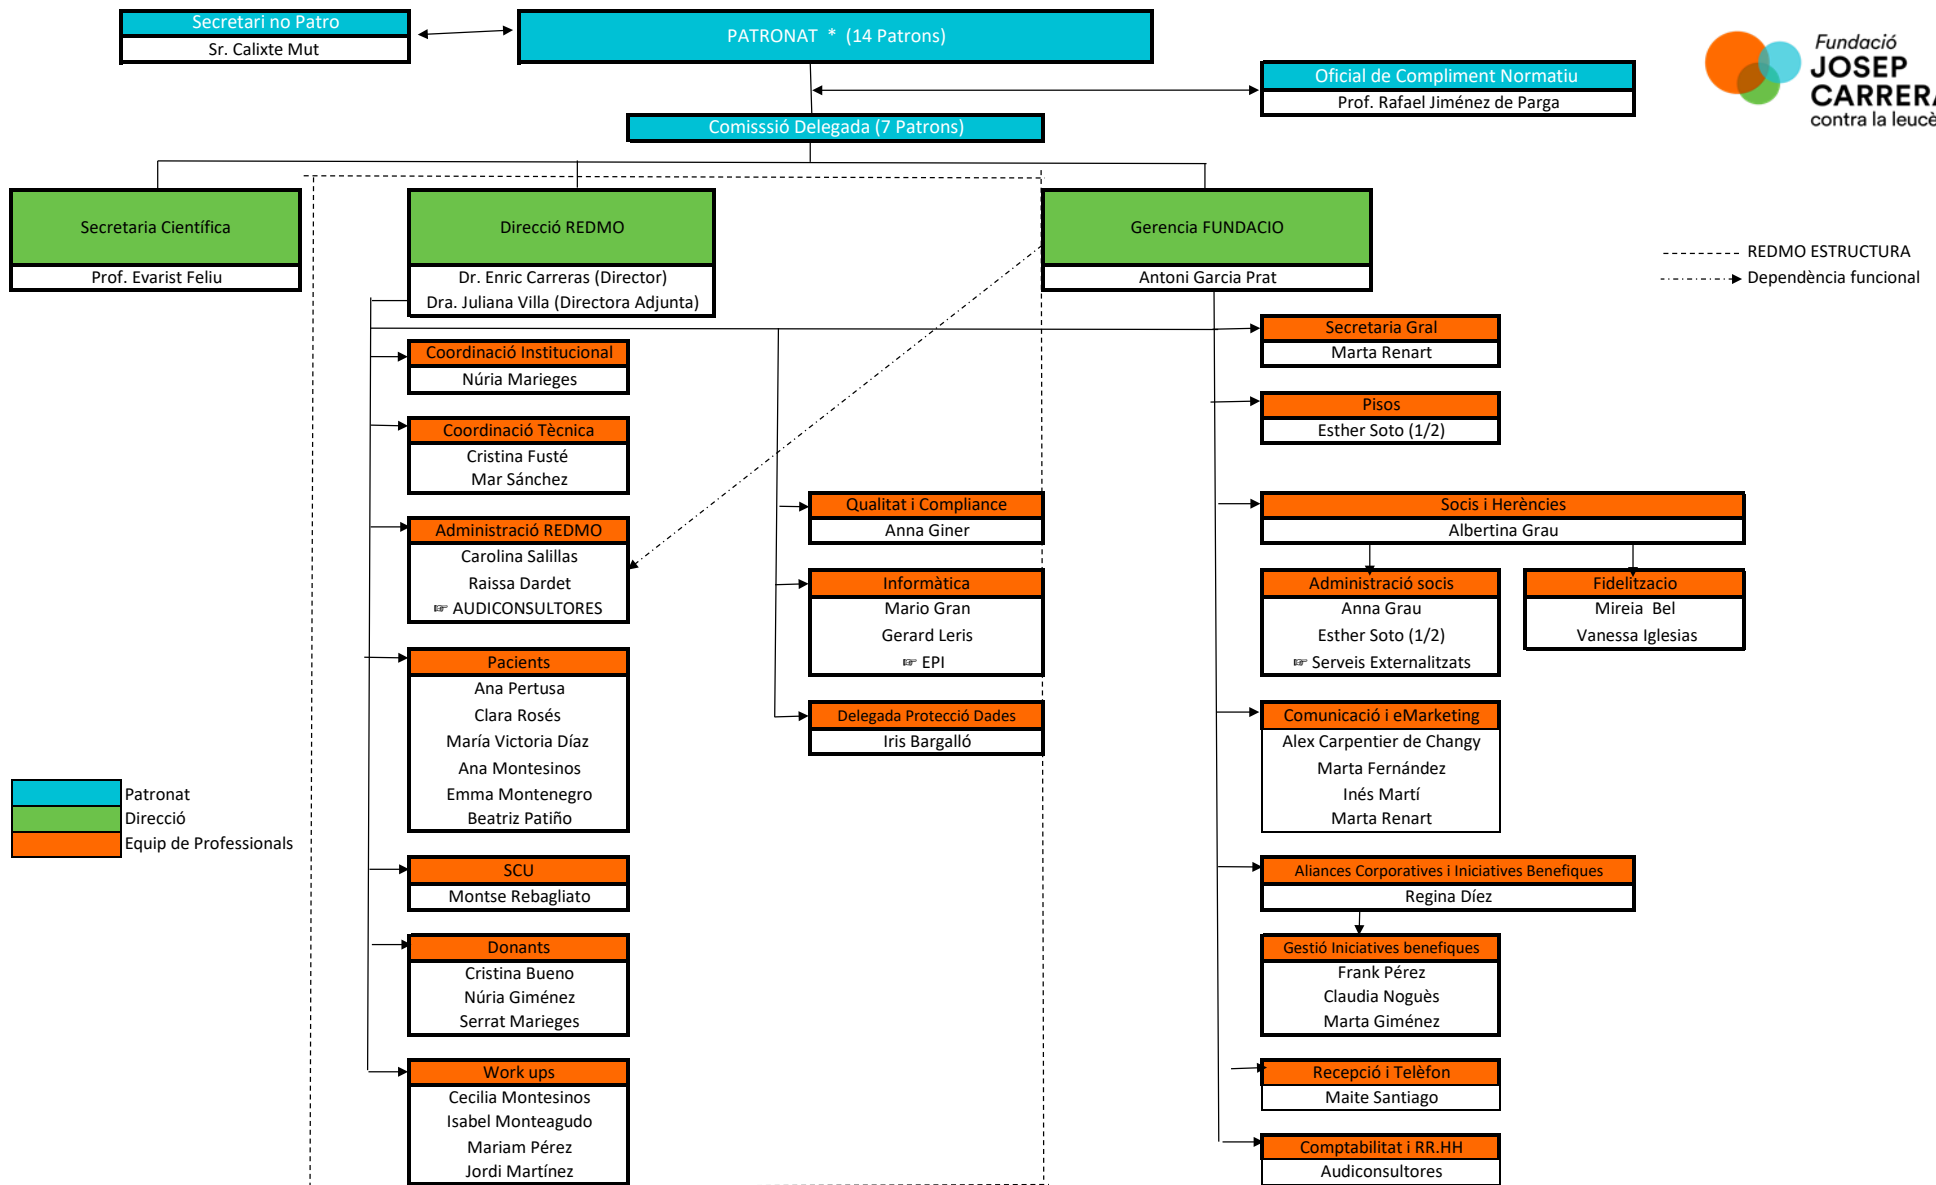 Secretari no Patro
Sr. Calixte Mut
PATRONAT * (14 Patrons)
Oficial de Compliment Normatiu
Prof. Rafael Jiménez de Parga
Fundació
JOSEP
CARRERA
contra la leucè
Comisssió Delegada (7 Patrons)
Secretaria Científica
Prof. Evarist Feliu
Direcció REDMO
Dr. Enric Carreras (Director)
Dra. Juliana Villa (Directora Adjunta)
Gerencia FUNDACIO
Antoni Garcia Prat
REDMO ESTRUCTURA
Dependència funcional
Coordinació Institucional
Núria Marieges
Coordinació Tècnica
Cristina Fusté
Mar Sánchez
Administració REDMO
Carolina Salillas
Raissa Dardet
☞ AUDICONSULTORES
Pacients
Ana Pertusa
Clara Rosés
María Victoria Díaz
Ana Montesinos
Emma Montenegro
Beatriz Patiño
SCU
Montse Rebagliato
Donants
Cristina Bueno
Núria Giménez
Serrat Marieges
Work ups
Cecilia Montesinos
Isabel Monteagudo
Mariam Pérez
Jordi Martínez
Qualitat i Compliance
Anna Giner
Informàtica
Mario Gran
Gerard Leris
☞ EPI
Delegada Protecció Dades
Iris Bargalló
Secretaria Gral
Marta Renart
Pisos
Esther Soto (1/2)
Socis i Herències
Albertina Grau
Administració socis
Anna Grau
Esther Soto (1/2)
☞ Serveis Externalitzats
Fidelització
Mireia Bel
Vanessa Iglesias
Comunicació i eMarketing
Alex Carpentier de Changy
Marta Fernández
Inés Martí
Marta Renart
Aliances Corporatives i Iniciatives Benefiques
Regina Díez
Gestió Iniciatives benefiques
Frank Pérez
Claudia Noguès
Marta Giménez
Recepció i Telèfon
Maite Santiago
Comptabilitat i RR.HH
Audiconsultores
Patronat
Direcció
Equip de Professionals